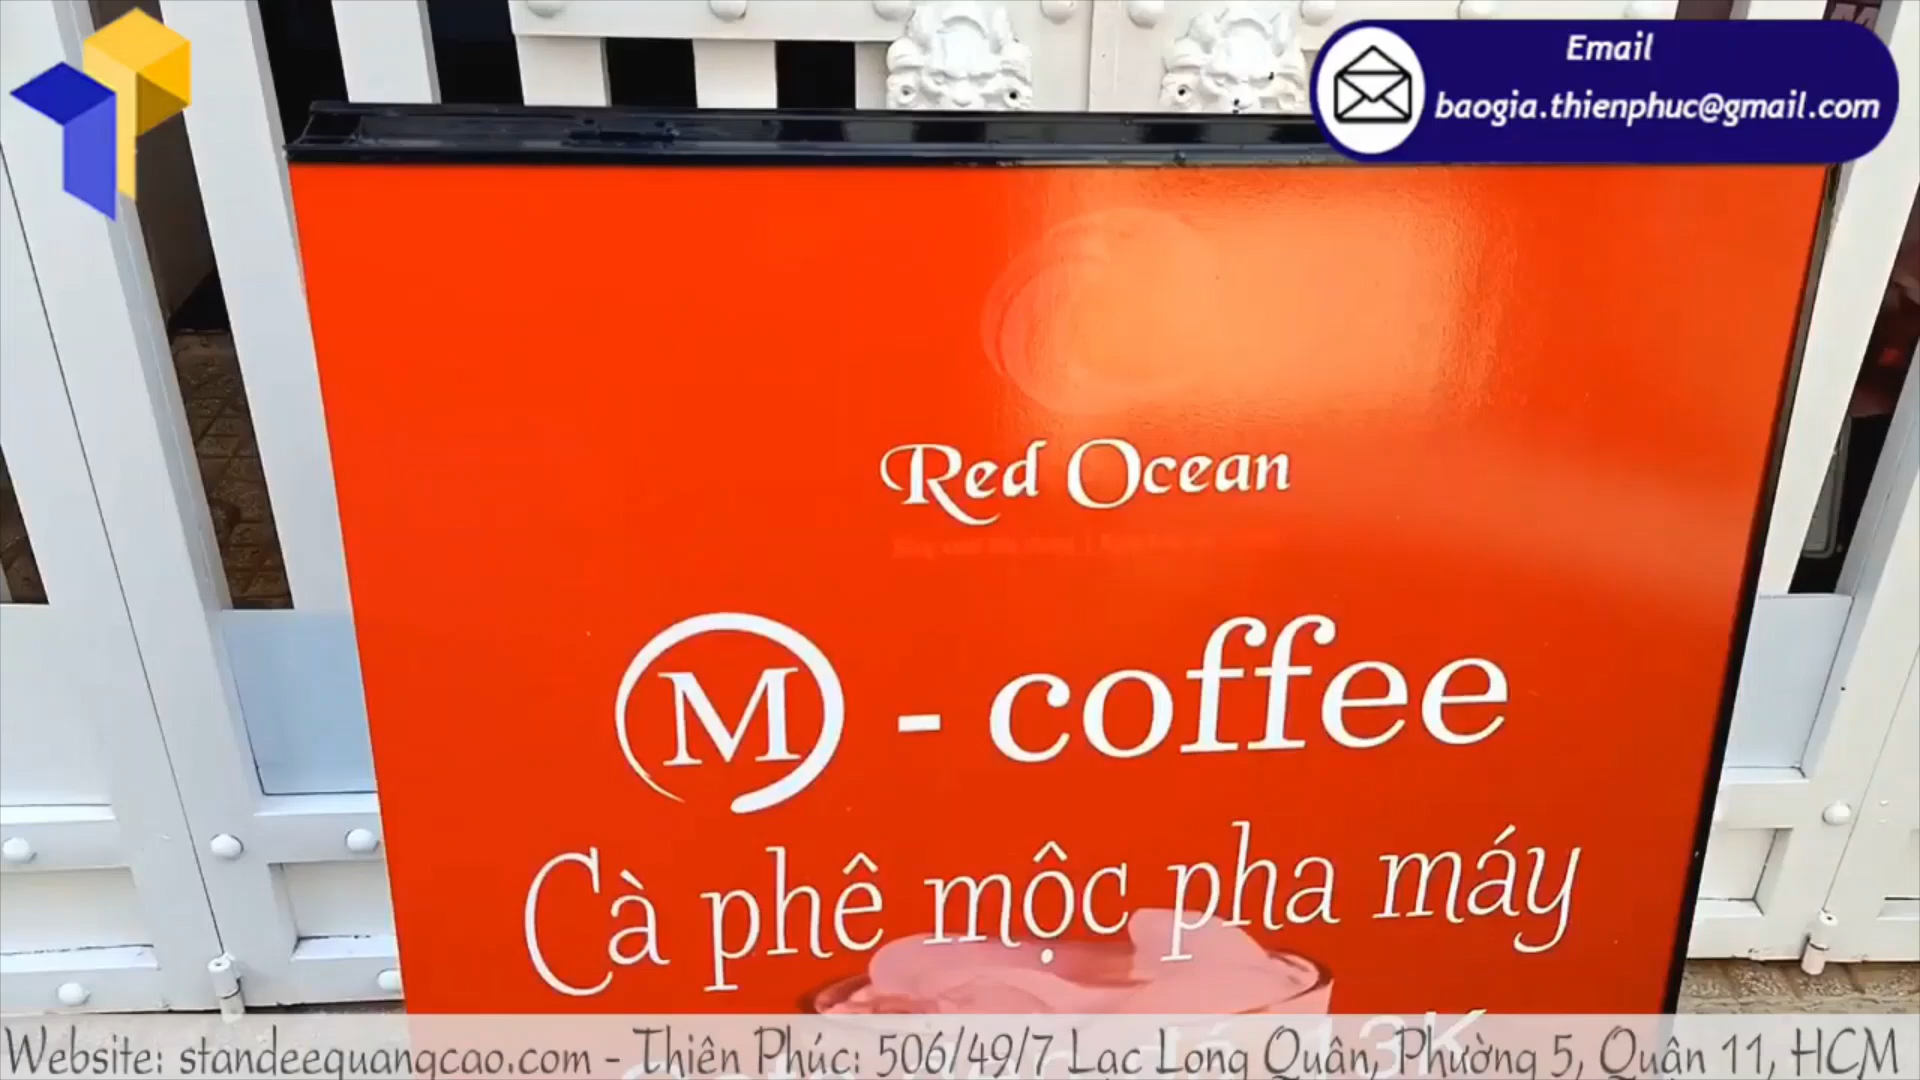 Email
baogia.thienphuc@gmail.com
Red Ocean
M - coffee
Cà phê mộc pha máy
13K
Website: standeequangcao.com - Thiên Phúc: 506/49/7 Lạc Long Quân, Phường 5, Quận 11, HCM